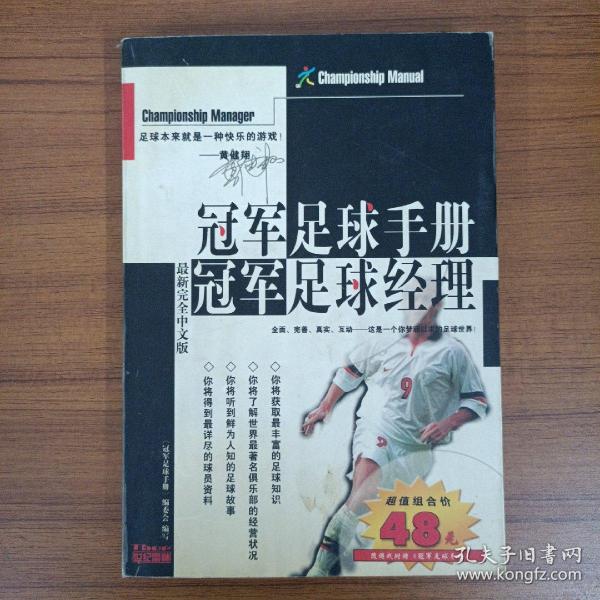 Championship Manual
Championship Manager
足球本来就是一种快乐的游戏！
——黄健翔
冠军足球手册
冠军足球经理
最新完全中文版
全面、完善、真实、互动——这是一个你梦寐以求的足球世界！
◇你将获取最丰富的足球知识
◇你将了解世界最著名俱乐部的经营状况
◇你将听到鲜为人知的足球故事
◇你将得到最详尽的球员资料
9
《冠军足球手册》编委会 编写
超值组合价
48元
孔夫子旧书网
www.kongfz.com